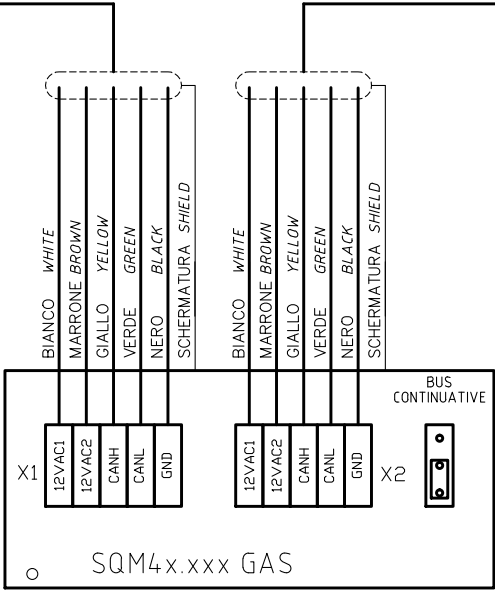 BIANCO WHITE
MARRONE BROWN
GIALLO YELLOW
VERDE GREEN
NERO BLACK
SCHERMATURA SHIELD
BIANCO WHITE
MARRONE BROWN
GIALLO YELLOW
VERDE GREEN
NERO BLACK
SCHERMATURA SHIELD
BUS
CONTINUATIVE
X1
12VAC1
12VAC2
CANH
CANL
GND
12VAC1
12VAC2
CANH
CANL
GND
X2
SQM4x.xxx GAS